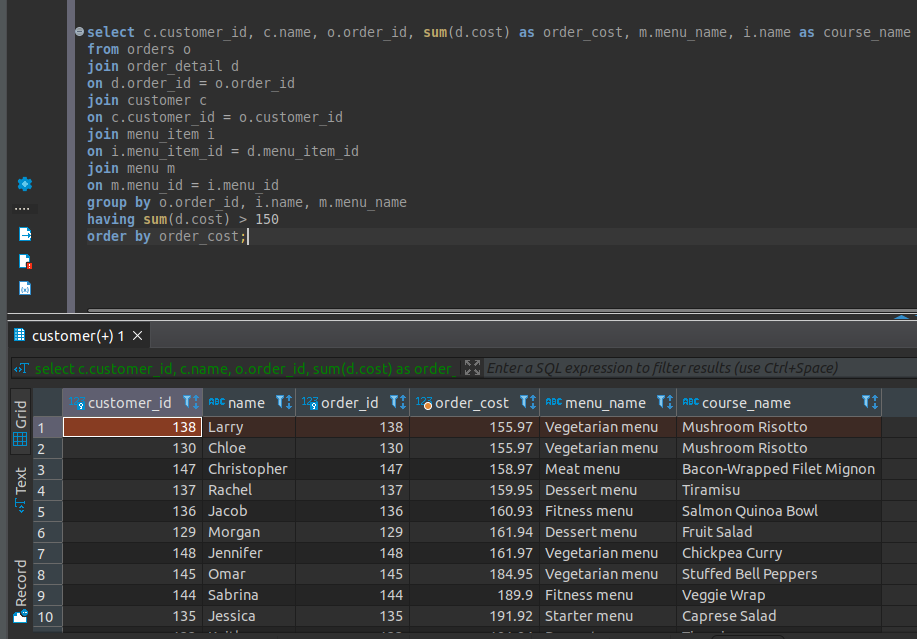 select c.customer_id, c.name, o.order_id, sum(d.cost) as order_cost, m.menu_name, i.name as course_name
from orders o
join order_detail d
on d.order_id = o.order_id
join customer c
on c.customer_id = o.customer_id
join menu_item i
on i.menu_item_id = d.menu_item_id
join menu m
on m.menu_id = i.menu_id
group by o.order_id, i.name, m.menu_name
having sum(d.cost) > 150
order by order_cost;
customer(+) 1
select c.customer_id, c.name, o.order_id, sum(d.cost) as order_
Enter a SQL expression to filter results (use Ctrl+Space)
Grid
Text
Record
customer_id ABC name 123 order_id 123 order_cost ABC menu_name ABC course_name
1 138 Larry 138 155.97 Vegetarian menu Mushroom Risotto
2 130 Chloe 130 155.97 Vegetarian menu Mushroom Risotto
3 147 Christopher 147 158.97 Meat menu Bacon-Wrapped Filet Mignon
4 137 Rachel 137 159.95 Dessert menu Tiramisu
5 136 Jacob 136 160.93 Fitness menu Salmon Quinoa Bowl
6 129 Morgan 129 161.94 Dessert menu Fruit Salad
7 148 Jennifer 148 161.97 Vegetarian menu Chickpea Curry
8 145 Omar 145 184.95 Vegetarian menu Stuffed Bell Peppers
9 144 Sabrina 144 189.9 Fitness menu Veggie Wrap
10 135 Jessica 135 191.92 Starter menu Caprese Salad